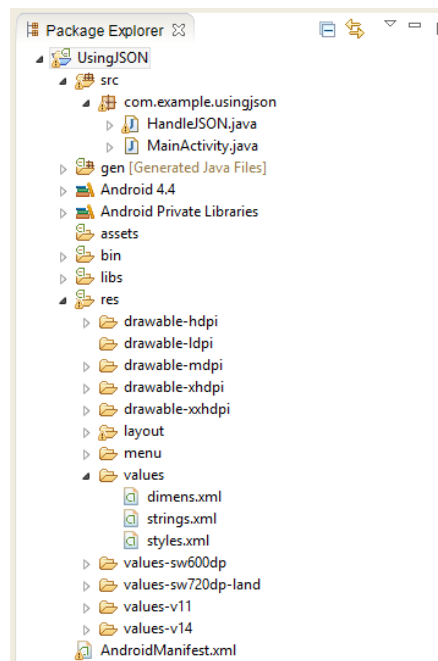 Package Explorer
UsingJSON
src
com.example.usingjson
HandleJSON.java
MainActivity.java
gen [Generated Java Files]
Android 4.4
Android Private Libraries
assets
bin
libs
res
drawable-hdpi
drawable-ldpi
drawable-mdpi
drawable-xhdpi
drawable-xxhdpi
layout
menu
values
dimens.xml
strings.xml
styles.xml
values-sw600dp
values-sw720dp-land
values-v11
values-v14
AndroidManifest.xml